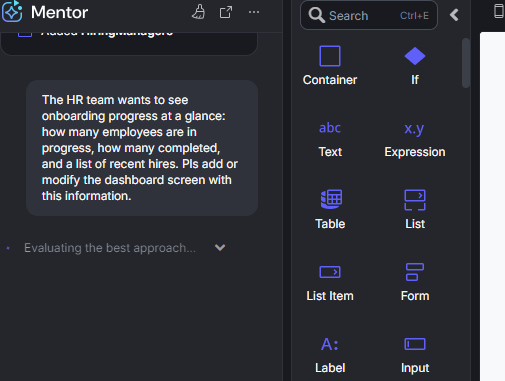 Mentor
Added HiringManagers
The HR team wants to see
onboarding progress at a glance:
how many employees are in
progress, how many completed,
and a list of recent hires. Pls add or
modify the dashboard screen with
this information.
Evaluating the best approach...
Search Ctrl+E
Container If
abc x.y
Text Expression
Table List
List Item Form
A:
Label Input